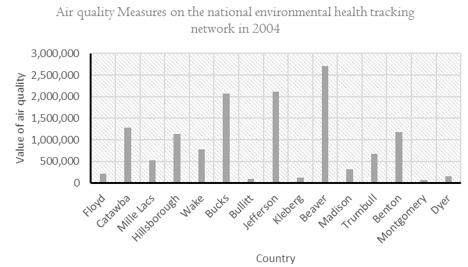 Air quality Measures on the national environmental health tracking
network in 2004
Value of air quality
3,000,000
2,500,000
2,000,000
1,500,000
1,000,000
500,000
0
Floyd
Catawba
Mille Lacs
Hillsborough
Wake
Bucks
Bullitt
Jefferson
Kleberg
Beaver
Madison
Trumbull
Benton
Montgomery
Dyer
Country